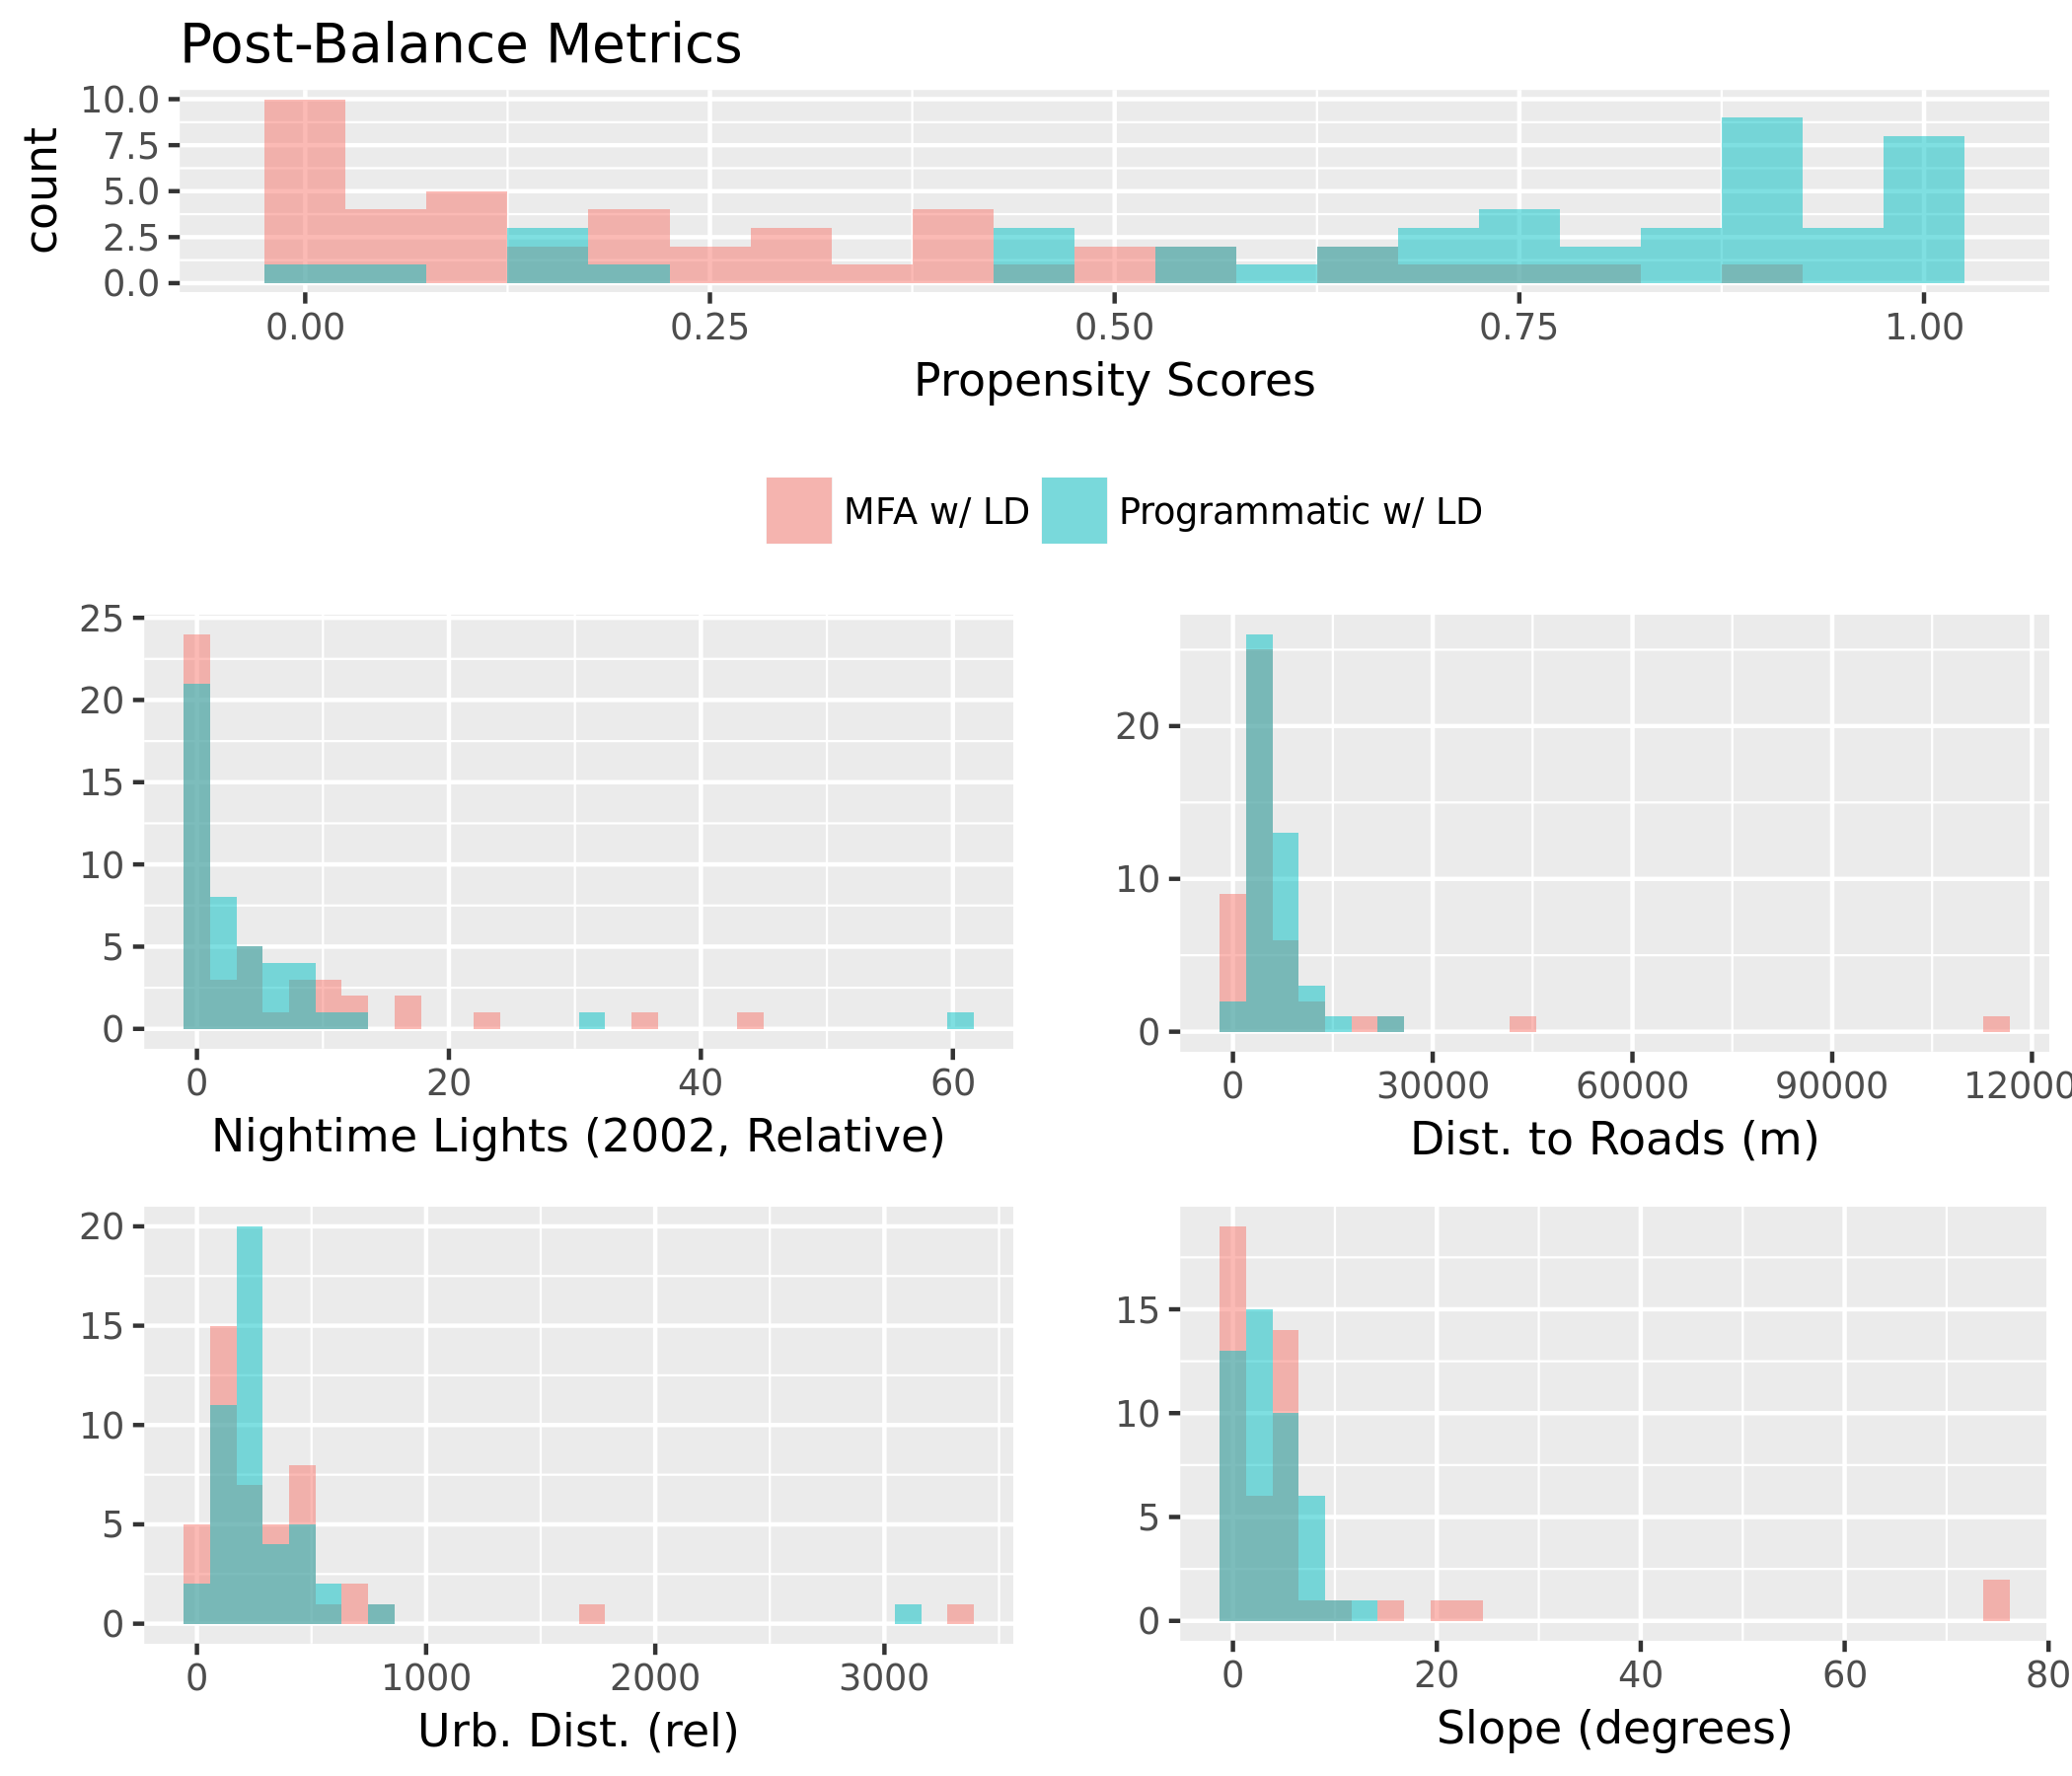 Post-Balance Metrics
count
10.0
7.5
5.0
2.5
0.0
0.00 0.25 0.50 0.75 1.00
Propensity Scores
MFA w/ LD Programmatic w/ LD
25
20
15
10
5
0
0 20 40 60
Nightime Lights (2002, Relative)
20
10
0
0 30000 60000 90000 12000
Dist. to Roads (m)
20
15
10
5
0
0 1000 2000 3000
Urb. Dist. (rel)
15
10
5
0
0 20 40 60 80
Slope (degrees)